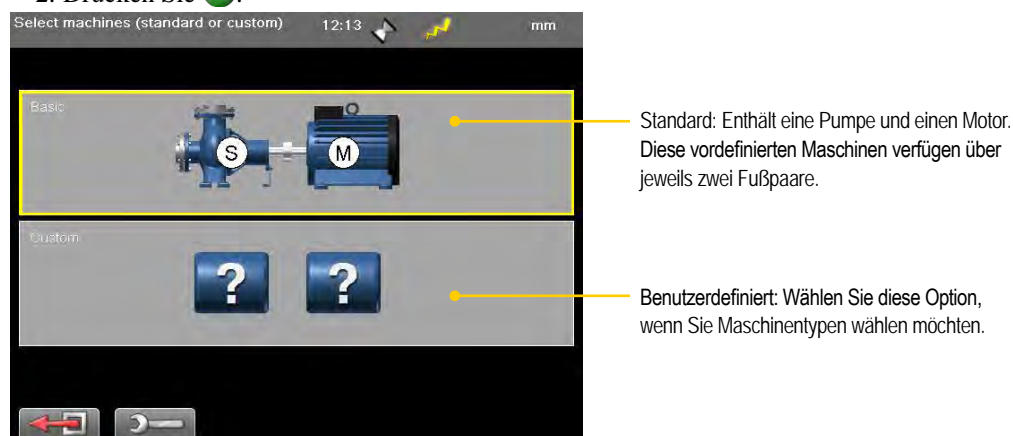 2. Drücken Sie .
Select machines (standard or custom) 12:13 mm
Basic
S M
Standard: Enthält eine Pumpe und einen Motor.
Diese vordefinierten Maschinen verfügen über
jeweils zwei Fußpaare.
Custom
? ?
Benutzerdefiniert: Wählen Sie diese Option,
wenn Sie Maschinentypen wählen möchten.